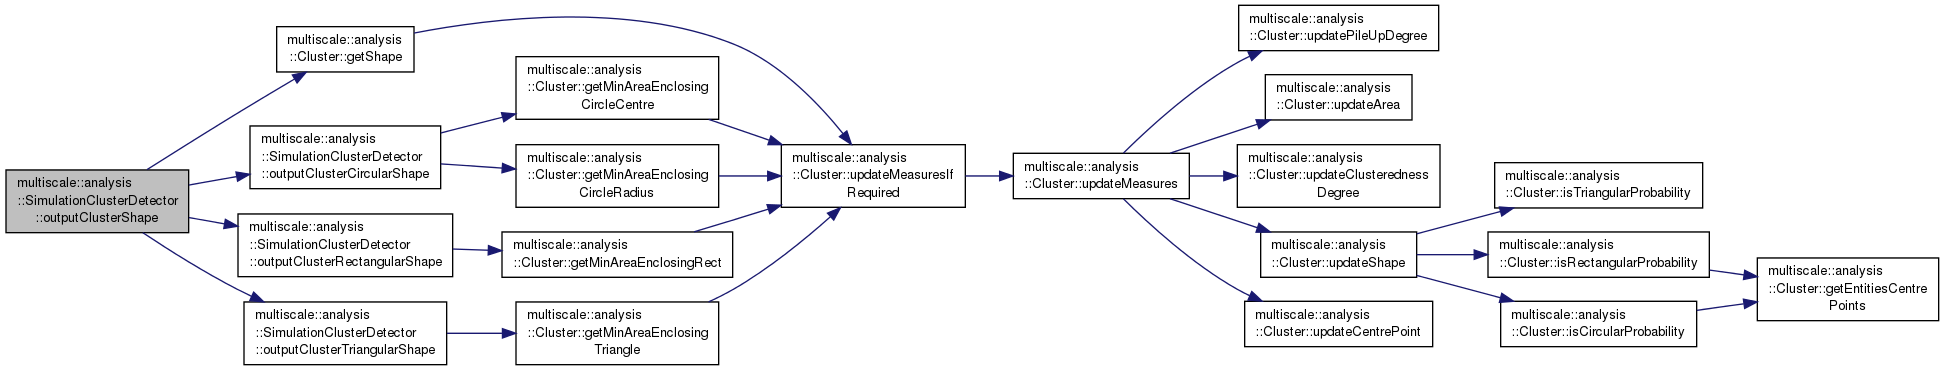 multiscale::analysis
::SimulationClusterDetector
::outputClusterShape
multiscale::analysis
::Cluster::getShape
multiscale::analysis
::SimulationClusterDetector
::outputClusterCircularShape
multiscale::analysis
::SimulationClusterDetector
::outputClusterRectangularShape
multiscale::analysis
::SimulationClusterDetector
::outputClusterTriangularShape
multiscale::analysis
::Cluster::getMinAreaEnclosing
CircleCentre
multiscale::analysis
::Cluster::getMinAreaEnclosing
CircleRadius
multiscale::analysis
::Cluster::getMinAreaEnclosingRect
multiscale::analysis
::Cluster::getMinAreaEnclosing
Triangle
multiscale::analysis
::Cluster::updateMeasuresIf
Required
multiscale::analysis
::Cluster::updateMeasures
multiscale::analysis
::Cluster::updatePileUpDegree
multiscale::analysis
::Cluster::updateArea
multiscale::analysis
::Cluster::updateClusteredness
Degree
multiscale::analysis
::Cluster::updateShape
multiscale::analysis
::Cluster::updateCentrePoint
multiscale::analysis
::Cluster::isTriangularProbability
multiscale::analysis
::Cluster::isRectangularProbability
multiscale::analysis
::Cluster::isCircularProbability
multiscale::analysis
::Cluster::getEntitiesCentre
Points